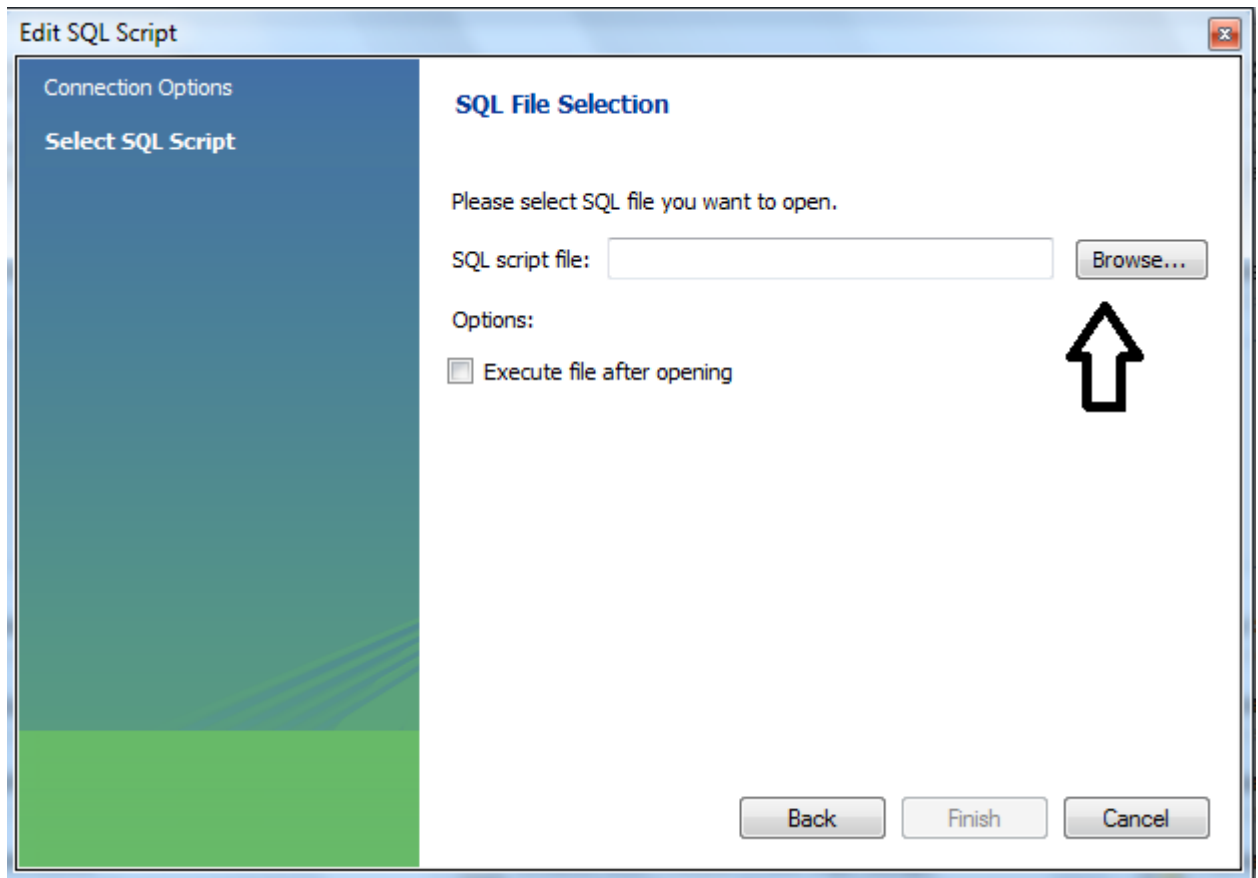 Edit SQL Script
Connection Options
Select SQL Script
SQL File Selection
Please select SQL file you want to open.
SQL script file:
Browse...
Options:
Execute file after opening
Back
Finish
Cancel